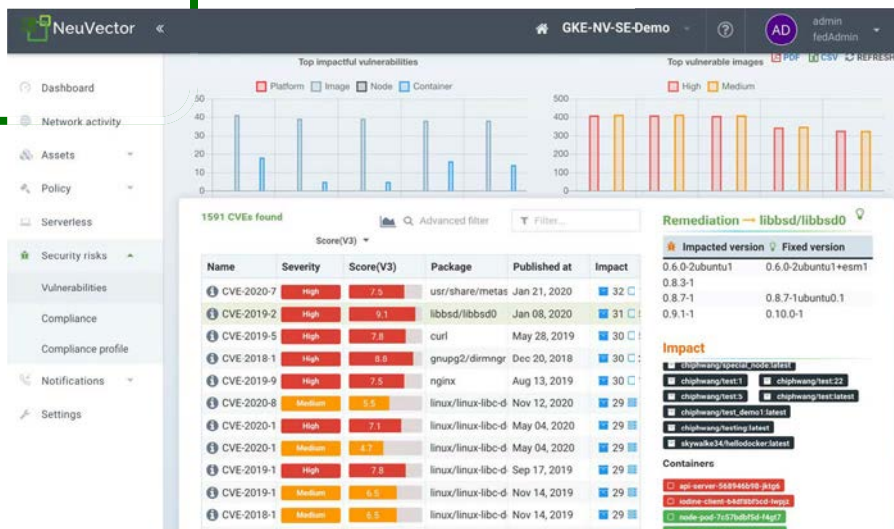 NeuVector «
GKE-NV-SE-Demo
?
AD
admin
fedAdmin
Dashboard
Network activity
Assets
Policy
Serverless
Security risks
Vulnerabilities
Compliance
Compliance profile
Notifications
Settings
Top impactful vulnerabilities
Platform Image Node Container
50
40
30
20
10
0
Top vulnerable images
PDF CSV REFRESH
High Medium
500
400
300
200
100
0
1591 CVEs found
Advanced filter
Filter...
Score(V3)
Name Severity Score(V3) Package Published at Impact
CVE-2020-7 High 7.5 usr/share/metas Jan 21, 2020 32
CVE-2019-2 High 9.1 libbsd/libbsd0 Jan 08, 2020 31
CVE-2019-5 High 7.8 curl May 28, 2019 30
CVE-2018-1 High 8.8 gnupg2/dirmngr Dec 20, 2018 30
CVE-2019-9 High 7.5 nginx Aug 13, 2019 30
CVE-2020-8 Medium 5.5 linux/linux-libc-d Nov 12, 2020 29
CVE-2020-1 High 7.1 linux/linux-libc-d May 04, 2020 29
CVE-2020-1 Medium 4.7 linux/linux-libc-d May 04, 2020 29
CVE-2019-1 High 7.8 linux/linux-libc-d Sep 17, 2019 29
CVE-2019-1 Medium 6.5 linux/linux-libc-d Nov 14, 2019 29
CVE-2018-1 Medium 6.5 linux/linux-libc-d Nov 14, 2019 29
Remediation → libbsd/libbsd0
Impacted version Fixed version
0.6.0-2ubuntu1 0.6.0-2ubuntu1+esm1
0.8.3-1
0.8.7-1 0.8.7-1ubuntu0.1
0.9.1-1 0.10.0-1
Impact
chiphwang/special_node:latest
chiphwang/test:1 chiphwang/test:22
chiphwang/test:5 chiphwang/test:latest
chiphwang/test_demo1:latest
chiphwang/testing:latest
skywalke34/hellodocker:latest
Containers
api-server-568946b98-jktg6
iodine-client-64df8bf5cd-lwpjz
node-pod-7c57bdbf5d-f4gt7